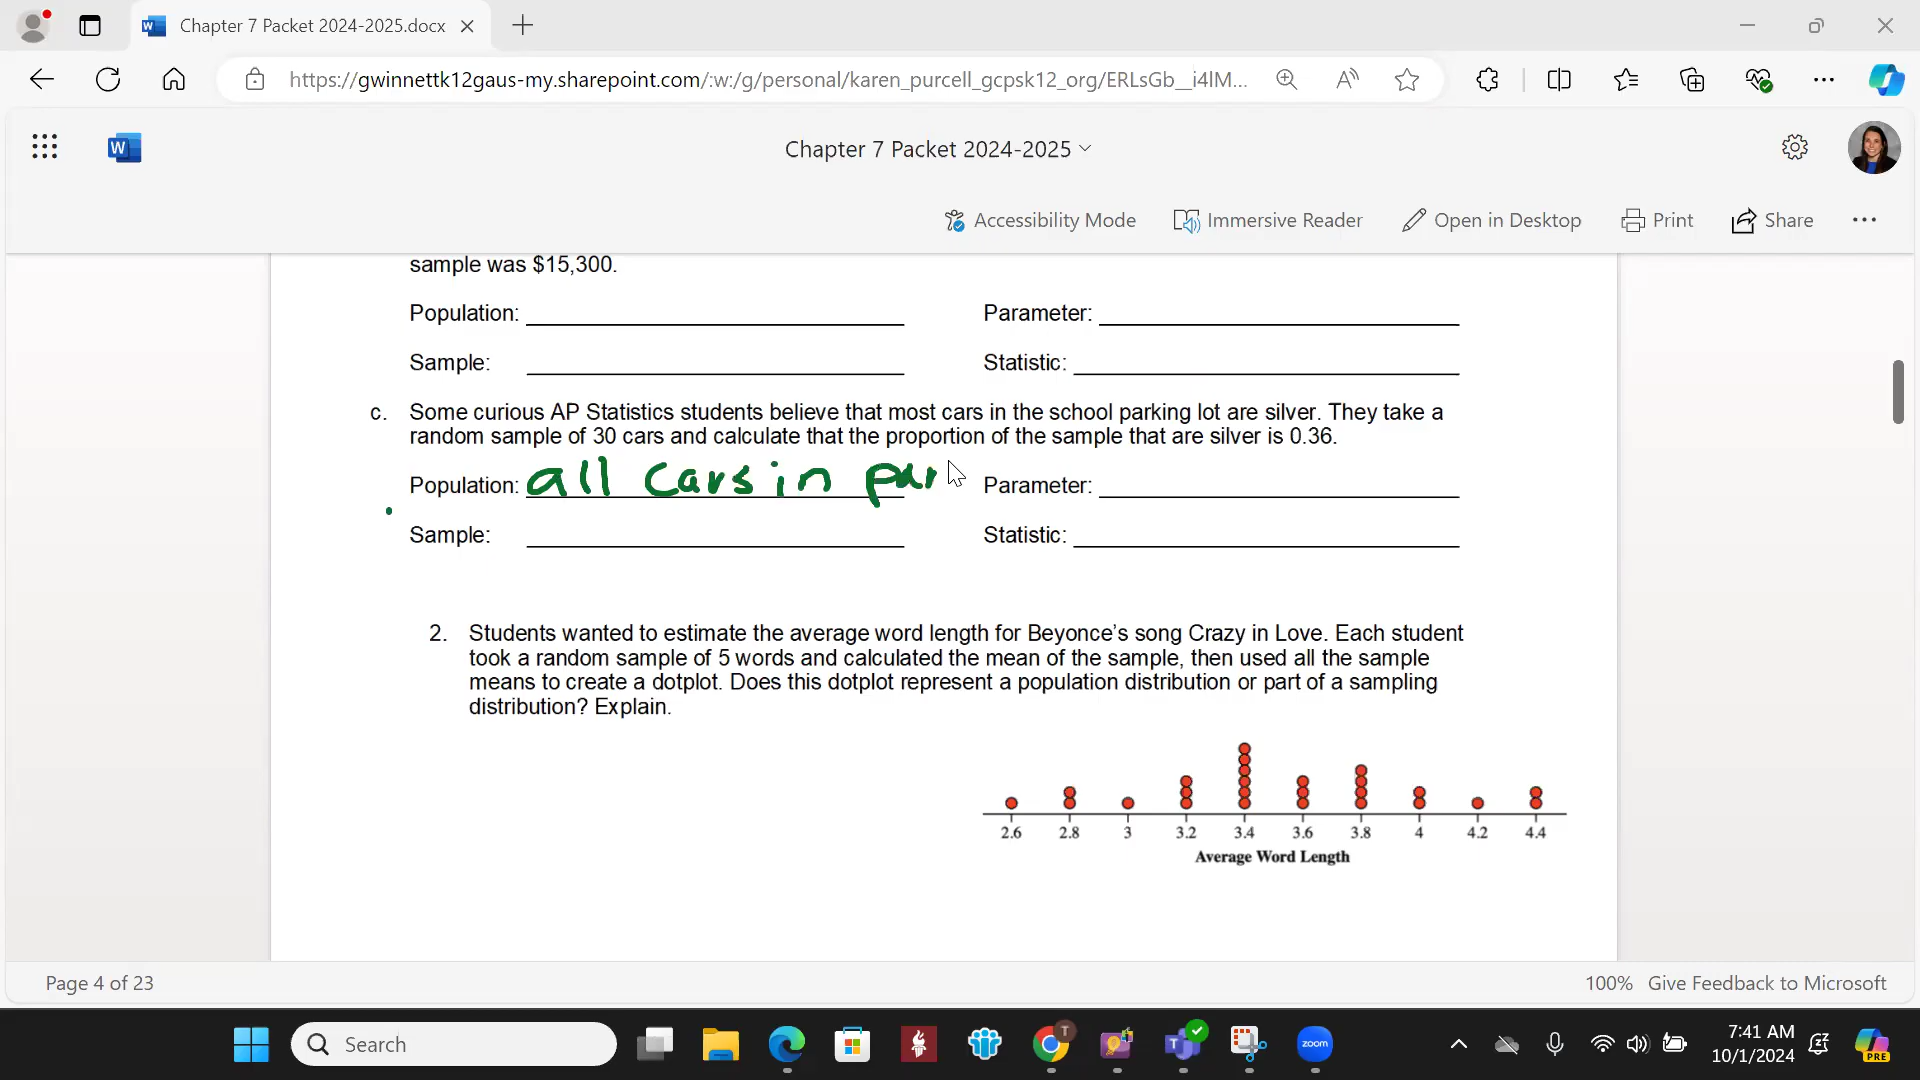 Chapter 7 Packet 2024-2025.docx
https://gwinnettk12gaus-my.sharepoint.com/:w:/g/personal/karen_purcell_gcpsk12_org/ERLsGb__i4lM...
Chapter 7 Packet 2024-2025
Accessibility Mode Immersive Reader Open in Desktop Print Share
sample was $15,300.
Population: Parameter:
Sample: Statistic:
c. Some curious AP Statistics students believe that most cars in the school parking lot are silver. They take a
random sample of 30 cars and calculate that the proportion of the sample that are silver is 0.36.
Population: all cars in par Parameter:
Sample: Statistic:
2. Students wanted to estimate the average word length for Beyonce's song Crazy in Love. Each student
took a random sample of 5 words and calculated the mean of the sample, then used all the sample
means to create a dotplot. Does this dotplot represent a population distribution or part of a sampling
distribution? Explain.
2.6 2.8 3 3.2 3.4 3.6 3.8 4 4.2 4.4
Average Word Length
Page 4 of 23 100% Give Feedback to Microsoft
Search zoom 7:41 AM
10/1/2024 PRE